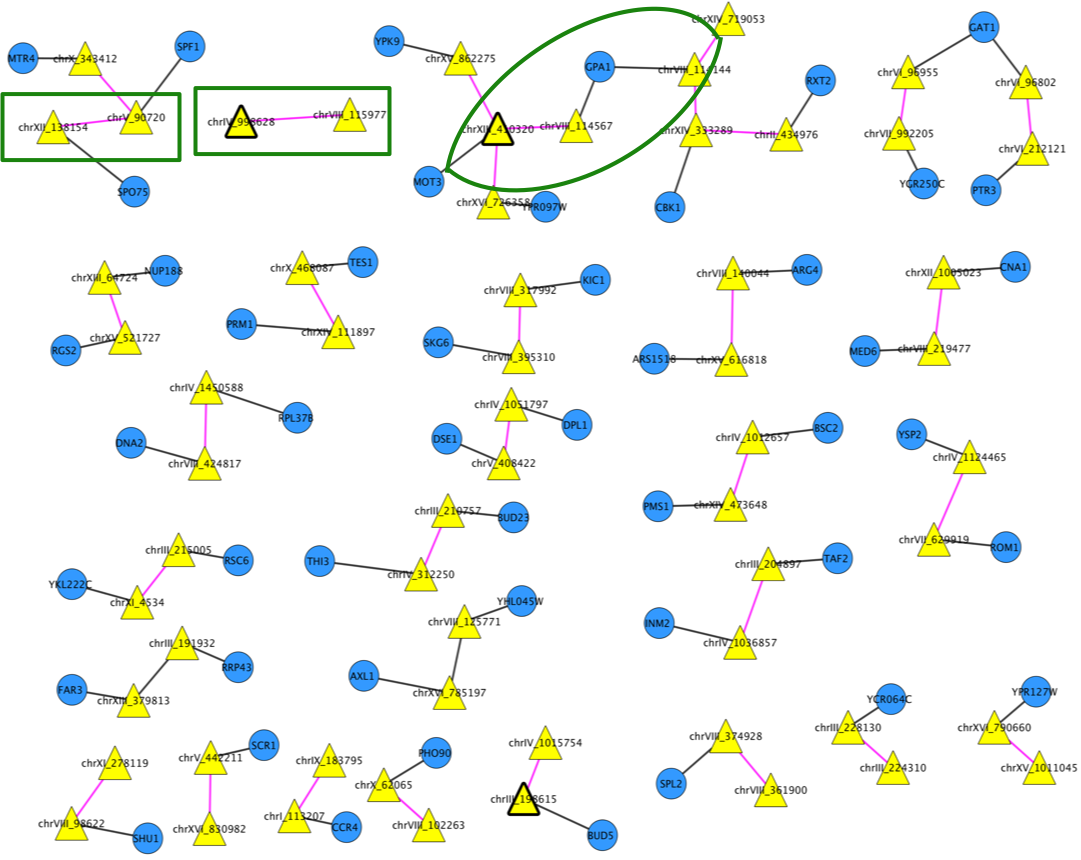 chrXIV_719053
GAT1
YPK9
SPF1
MTR4
chrX_343412
chrXV_862275
GPA1
chrVIII_114144
RXT2
chrVI_96955
chrVI_96802
chrXII_138154
chrV_90720
chrIV_998628
chrVIII_115977
chrVIII_114567
chrXIV_333289
chrII_434976
chrVII_992205
chrVI_212121
SPO75
MOT3
chrXVI_726358
YPR097W
CBK1
YGR250C
PTR3
chrXIII_64724
NUP188
chrX_468087
TES1
chrVIII_317992
KIC1
chrVIII_140044
ARG4
chrXII_1005023
CNA1
RGS2
chrXV_521727
PRM1
chrXIV_111897
SKG6
chrVIII_395310
ARS1518
chrXV_616818
MED6
chrVIII_219477
chrIV_1450588
RPL37B
chrIV_1051797
DPL1
DNA2
chrVIII_424817
DSE1
chrV_408422
chrIV_1012657
BSC2
YSP2
chrIV_1124465
PMS1
chrXIV_473648
chrIII_210757
BUD23
chrVII_629919
ROM1
chrIII_215005
RSC6
THI3
chrIV_312250
chrIII_204897
TAF2
YKL222C
chrXI_4534
chrVIII_125771
YHL045W
INM2
chrIV_1036857
chrIII_191932
RRP43
FAR3
chrXIII_379813
AXL1
chrXVI_785197
YCR064C
YPR127W
chrIII_228130
chrXVI_790660
chrIII_224310
chrXV_1011045
chrXI_278119
chrV_442211
SCR1
chrIX_183795
PHO90
chrX_62065
chrIV_1015754
chrVIII_374928
SPL2
chrVIII_361900
chrVIII_98622
SHU1
chrXVI_830982
chrI_113207
CCR4
chrVIII_102263
chrIII_198615
BUD5